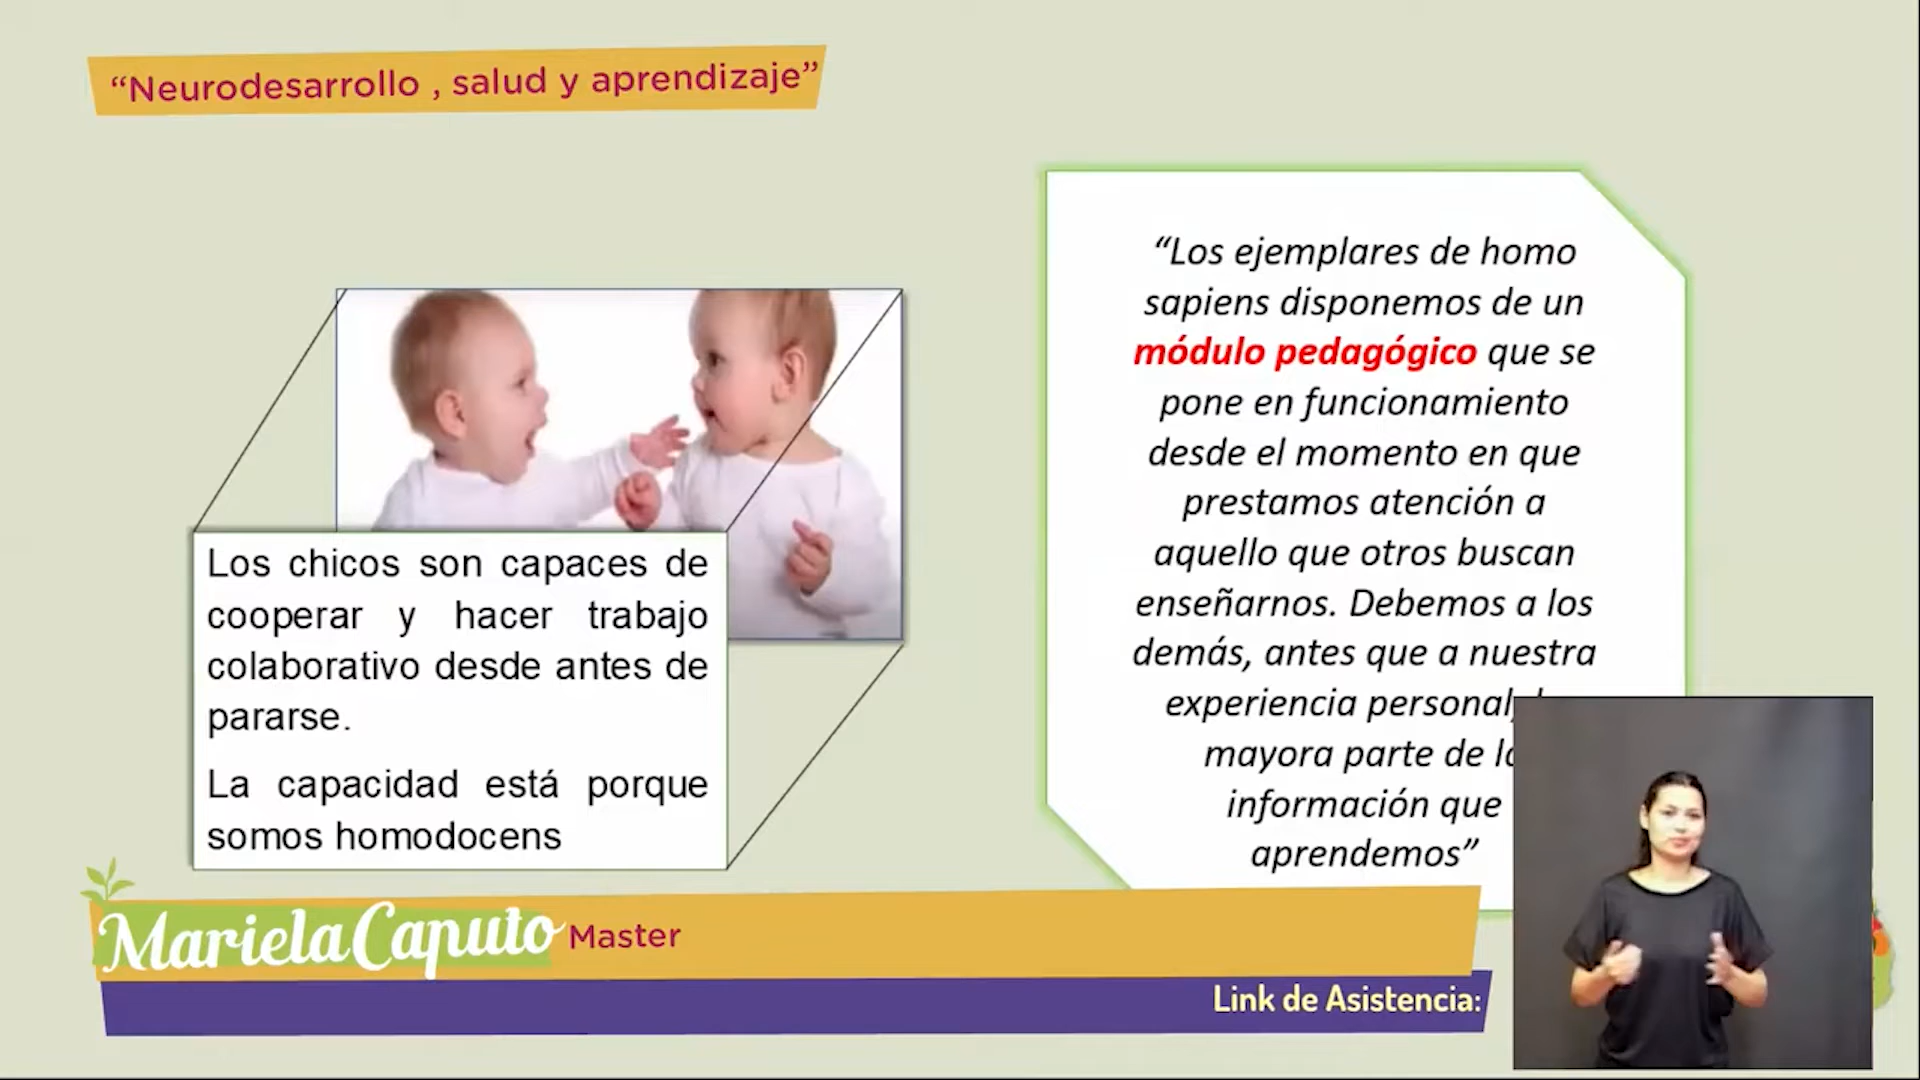 “Neurodesarrollo , salud y aprendizaje”
Los chicos son capaces de
cooperar y hacer trabajo
colaborativo desde antes de
pararse.
La capacidad está porque
somos homodocens
“Los ejemplares de homo
sapiens disponemos de un
módulo pedagógico que se
pone en funcionamiento
desde el momento en que
prestamos atención a
aquello que otros buscan
enseñarnos. Debemos a los
demás, antes que a nuestra
experiencia personal,
mayora parte de
información que
aprendemos”
Mariela Caputo Master
Link de Asistencia: